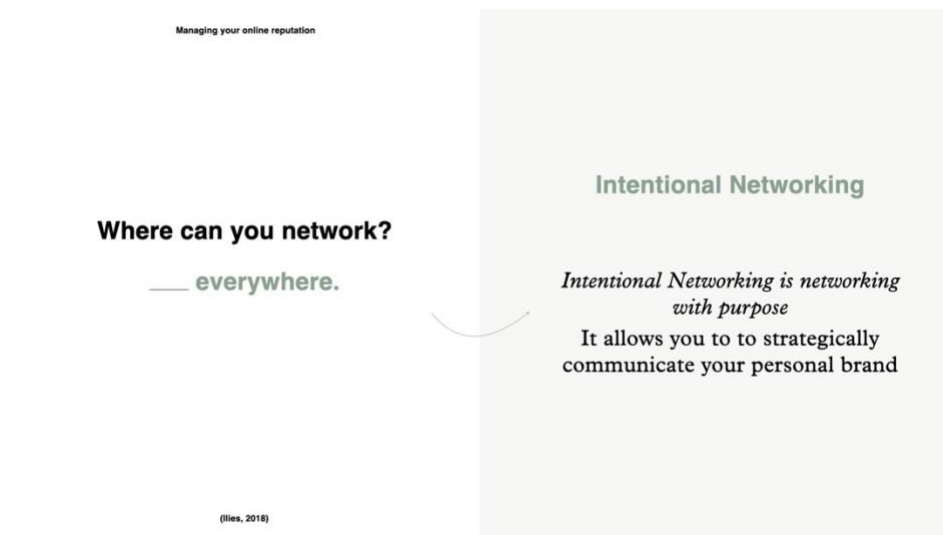 Managing your online reputation
Where can you network?
___ everywhere.
(Ilies, 2018)
Intentional Networking
Intentional Networking is networking
with purpose
It allows you to to strategically
communicate your personal brand